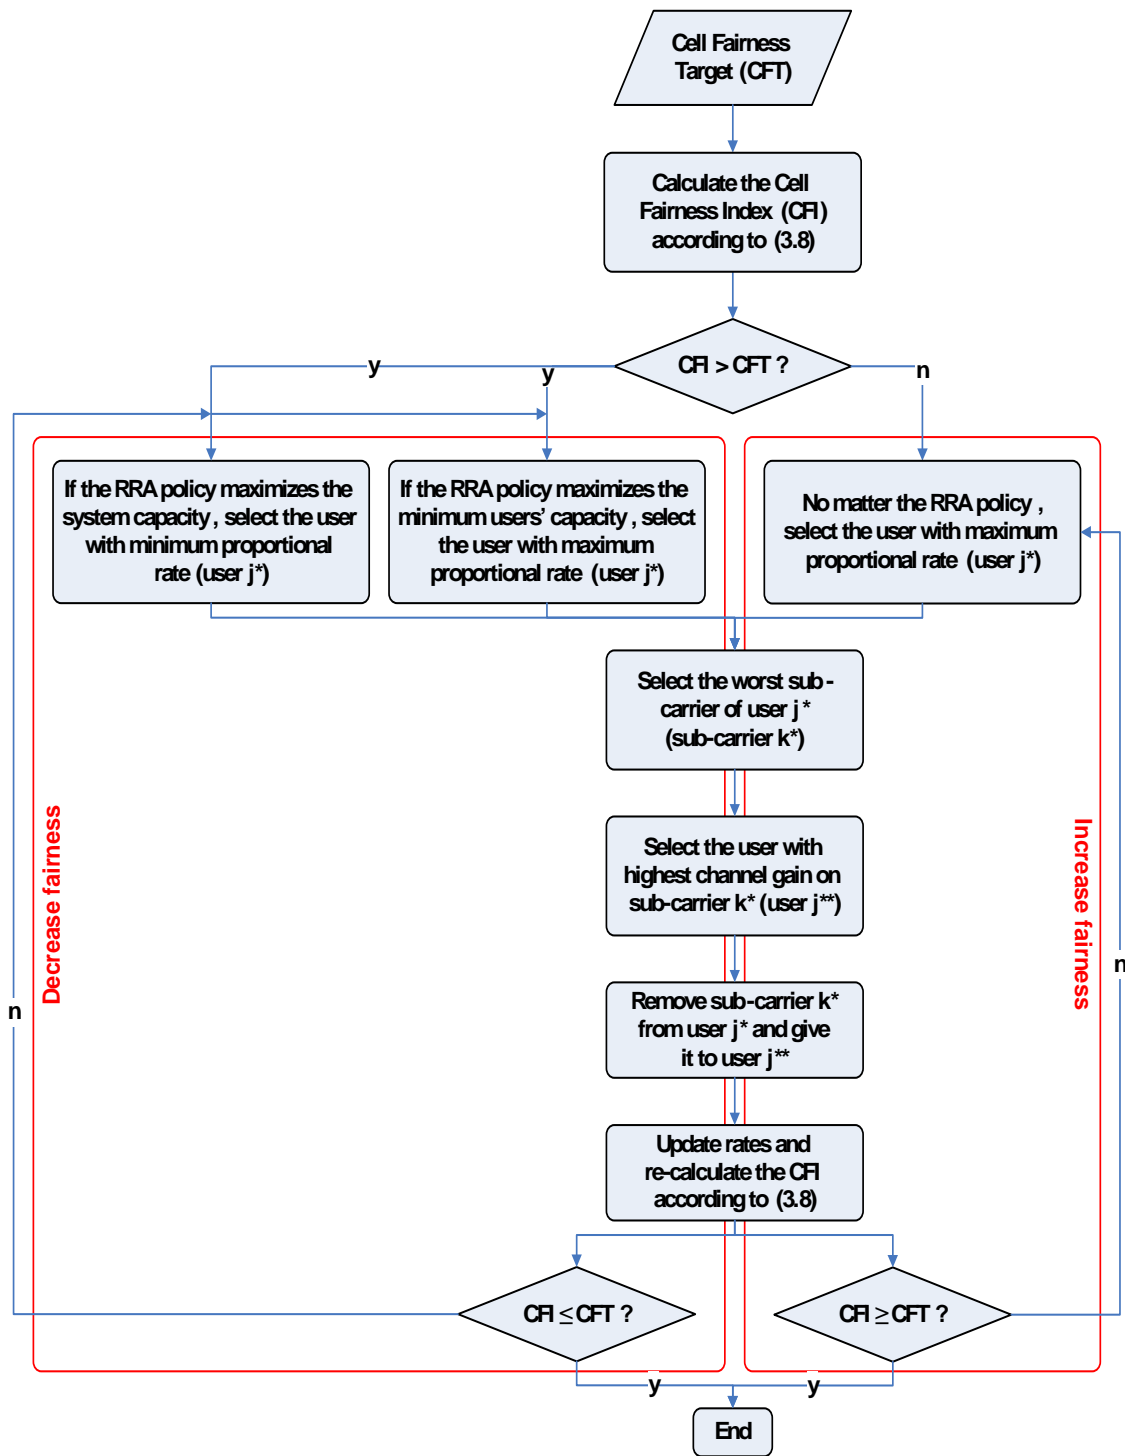 Cell Fairness
Target (CFT)
Calculate the Cell
Fairness Index (CFI)
according to (3.8)
CFI > CFT ?
y
y
n
If the RRA policy maximizes the
system capacity , select the user
with minimum proportional
rate (user j*)
If the RRA policy maximizes the
minimum users' capacity , select
the user with maximum
proportional rate (user j*)
No matter the RRA policy ,
select the user with maximum
proportional rate (user j*)
Select the worst sub-
carrier of user j*
(sub-carrier k*)
Select the user with
highest channel gain on
sub-carrier k* (user j**)
Remove sub-carrier k*
from user j* and give
it to user j**
Update rates and
re-calculate the CFI
according to (3.8)
Decrease fairness
Increase fairness
n
n
CFI ≤ CFT ?
CFI ≥ CFT ?
y
y
End